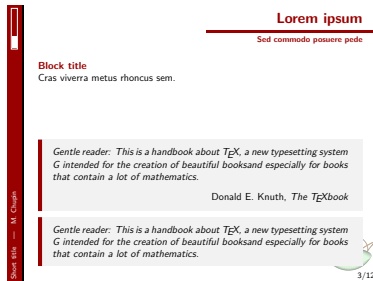 Lorem ipsum
Sed commodo posuere pede
Block title
Cras viverra metus rhoncus sem.
Gentle reader: This is a handbook about TEX, a new typesetting system
G intended for the creation of beautiful booksand especially for books
that contain a lot of mathematics.
Donald E. Knuth, The TEXbook
Gentle reader: This is a handbook about TEX, a new typesetting system
G intended for the creation of beautiful booksand especially for books
that contain a lot of mathematics.
Short title — M. Chupin
3/12